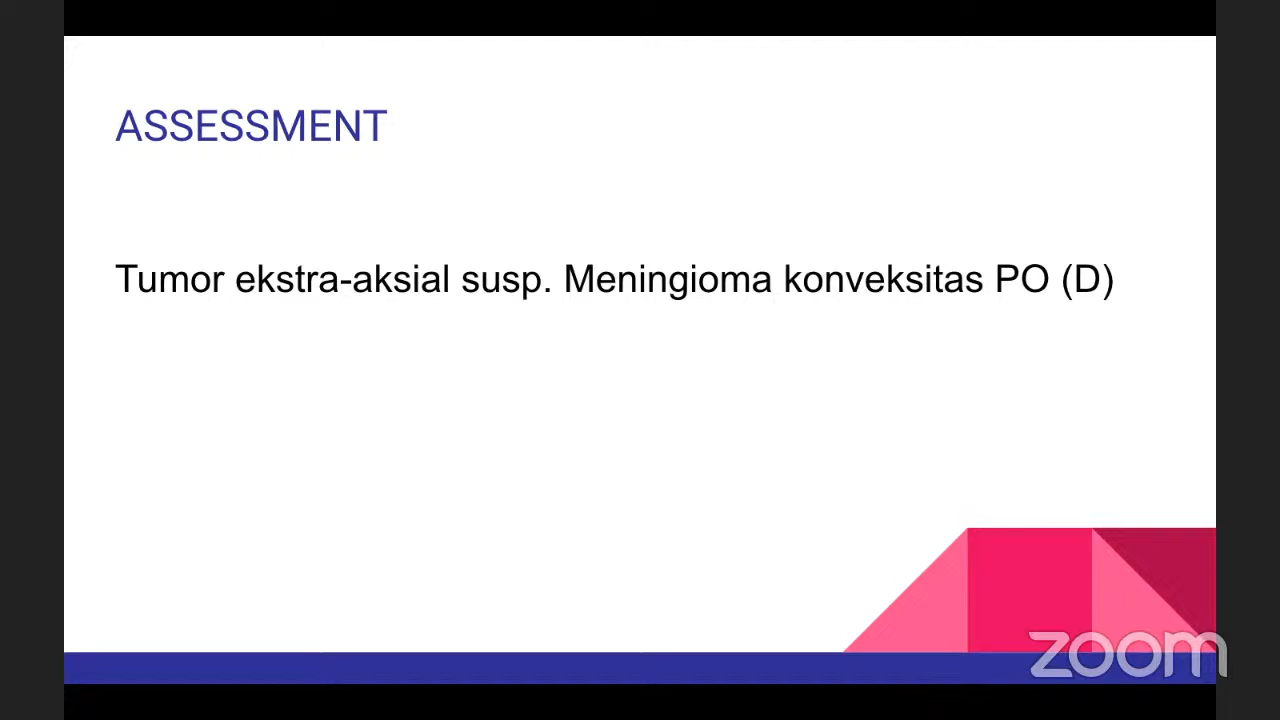 ASSESSMENT
Tumor ekstra-aksial susp. Meningioma konveksitas PO (D)
zoom